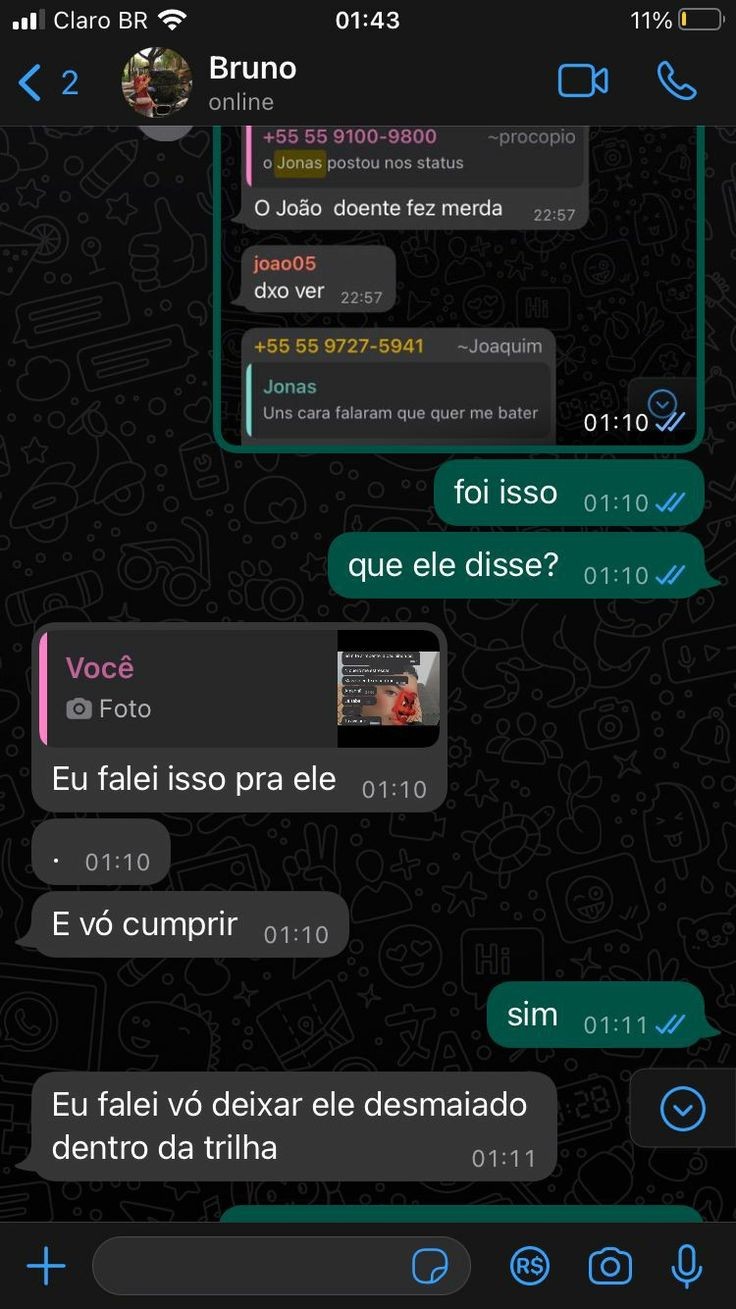 Claro BR
01:43
11%
2
Bruno
online
+55 55 9100-9800 ~procopio
o Jonas postou nos status
O João doente fez merda 22:57
joao05
dxo ver 22:57
+55 55 9727-5941 ~Joaquim
Jonas
Uns cara falaram que quer me bater
01:10
foi isso 01:10
que ele disse? 01:10
Você
Foto
Eu falei isso pra ele 01:10
. 01:10
E vó cumprir 01:10
sim 01:11
Eu falei vó deixar ele desmaiado
dentro da trilha 01:11
R$